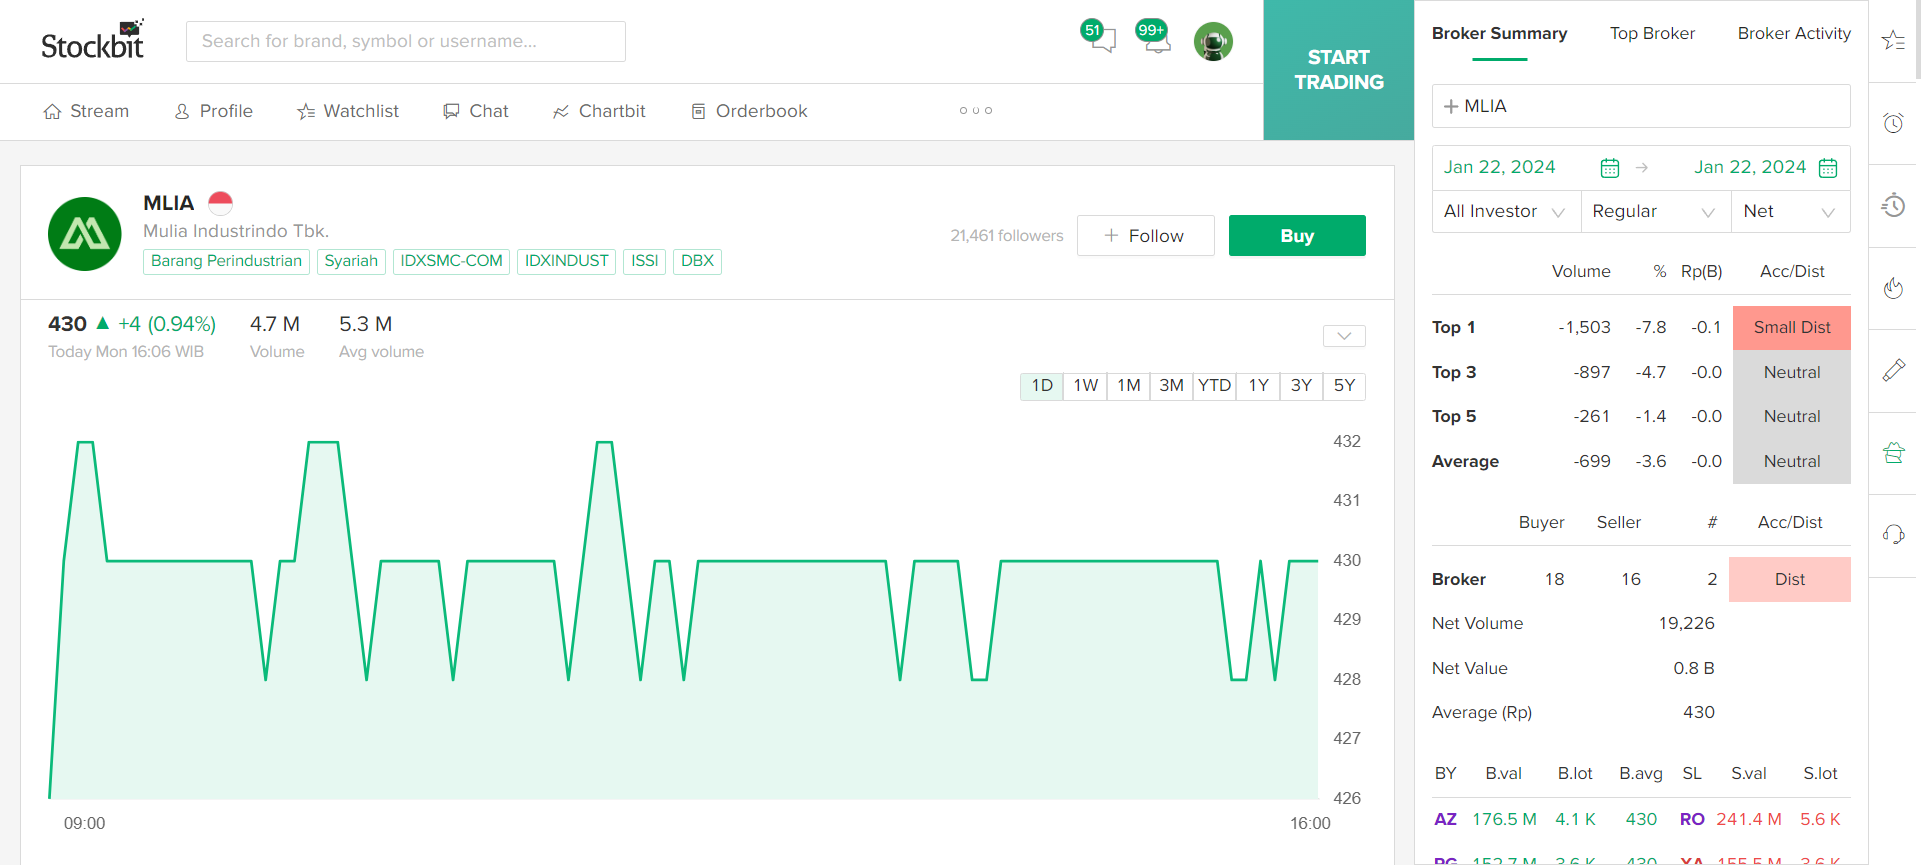 Stockbit
Search for brand, symbol or username...
51
99+
START
TRADING
Stream
Profile
Watchlist
Chat
Chartbit
Orderbook
MLIA
Mulia Industrindo Tbk.
Barang Perindustrian
Syariah
IDXSMC-COM
IDXINDUST
ISSI
DBX
21,461 followers
+ Follow
Buy
430 ▲ +4 (0.94%)
Today Mon 16:06 WIB
4.7 M
Volume
5.3 M
Avg volume
1D 1W 1M 3M YTD 1Y 3Y 5Y
432
431
430
429
428
427
426
09:00
16:00
Broker Summary
Top Broker
Broker Activity
+ MLIA
Jan 22, 2024 → Jan 22, 2024
All Investor
Regular
Net
Volume % Rp(B) Acc/Dist
Top 1 -1,503 -7.8 -0.1 Small Dist
Top 3 -897 -4.7 -0.0 Neutral
Top 5 -261 -1.4 -0.0 Neutral
Average -699 -3.6 -0.0 Neutral
Buyer Seller # Acc/Dist
Broker 18 16 2 Dist
Net Volume 19,226
Net Value 0.8 B
Average (Rp) 430
BY B.val B.lot B.avg SL S.val S.lot
AZ 176.5 M 4.1 K 430 RO 241.4 M 5.6 K